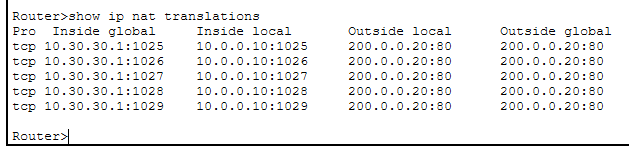 Router>show ip nat translations
Pro  Inside global     Inside local       Outside local      Outside global
tcp 10.30.30.1:1025    10.0.0.10:1025     200.0.0.20:80      200.0.0.20:80
tcp 10.30.30.1:1026    10.0.0.10:1026     200.0.0.20:80      200.0.0.20:80
tcp 10.30.30.1:1027    10.0.0.10:1027     200.0.0.20:80      200.0.0.20:80
tcp 10.30.30.1:1028    10.0.0.10:1028     200.0.0.20:80      200.0.0.20:80
tcp 10.30.30.1:1029    10.0.0.10:1029     200.0.0.20:80      200.0.0.20:80
Router>